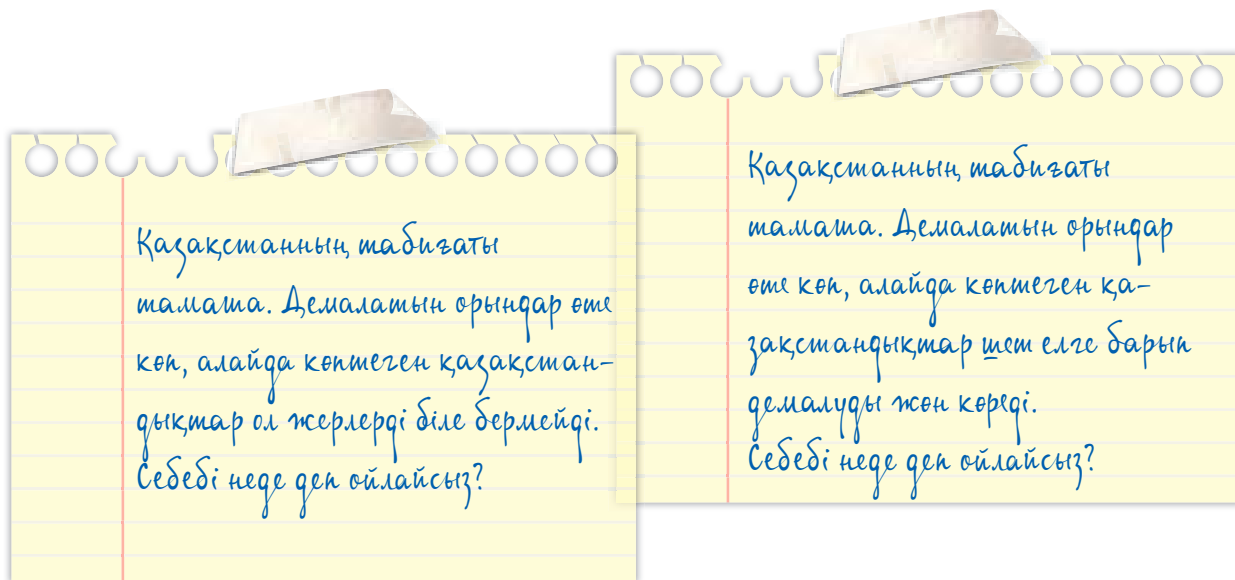 Қазақстанның табиғаты
тамаша. Демалатын орындар өте
көп, алайда көптеген қазақстан-
дықтар ол жерлерді біле бермейді.
Себебі неде деп ойлайсыз?
Қазақстанның табиғаты
тамаша. Демалатын орындар
өте көп, алайда көптеген қа-
зақстандықтар шет елге барып
демалуды жөн көреді.
Себебі неде деп ойлайсыз?